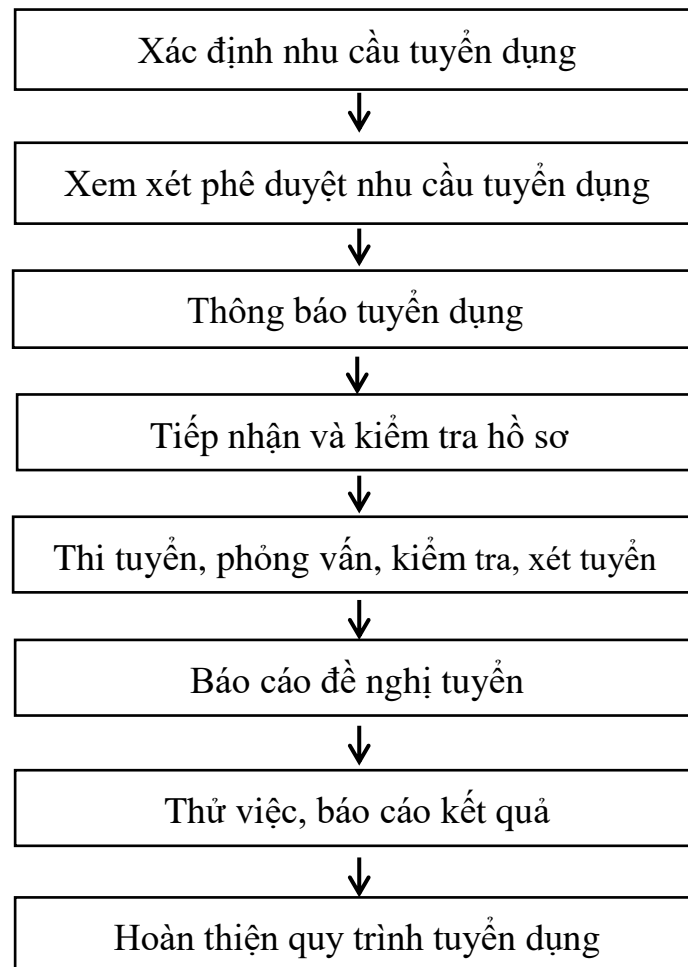 Xác định nhu cầu tuyển dụng
Xem xét phê duyệt nhu cầu tuyển dụng
Thông báo tuyển dụng
Tiếp nhận và kiểm tra hồ sơ
Thi tuyển, phỏng vấn, kiểm tra, xét tuyển
Báo cáo đề nghị tuyển
Thử việc, báo cáo kết quả
Hoàn thiện quy trình tuyển dụng